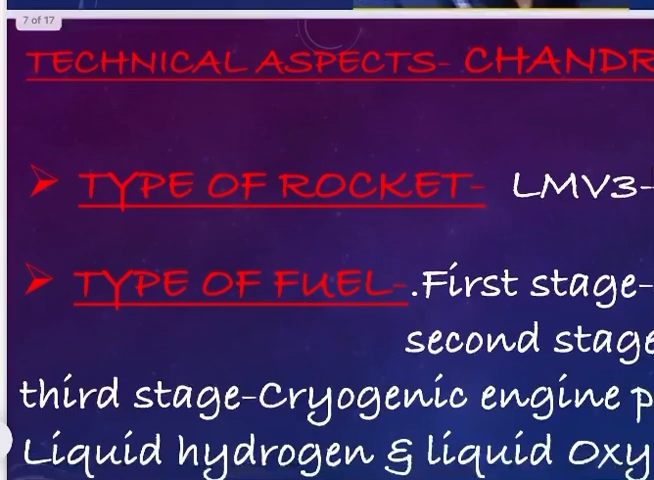 7 of 17
TECHNICAL ASPECTS- CHANDR
➢ TYPE OF ROCKET- LMV3-
➢ TYPE OF FUEL-.First stage-
second stage
third stage-Cryogenic engine p
Liquid hydrogen & liquid Oxy